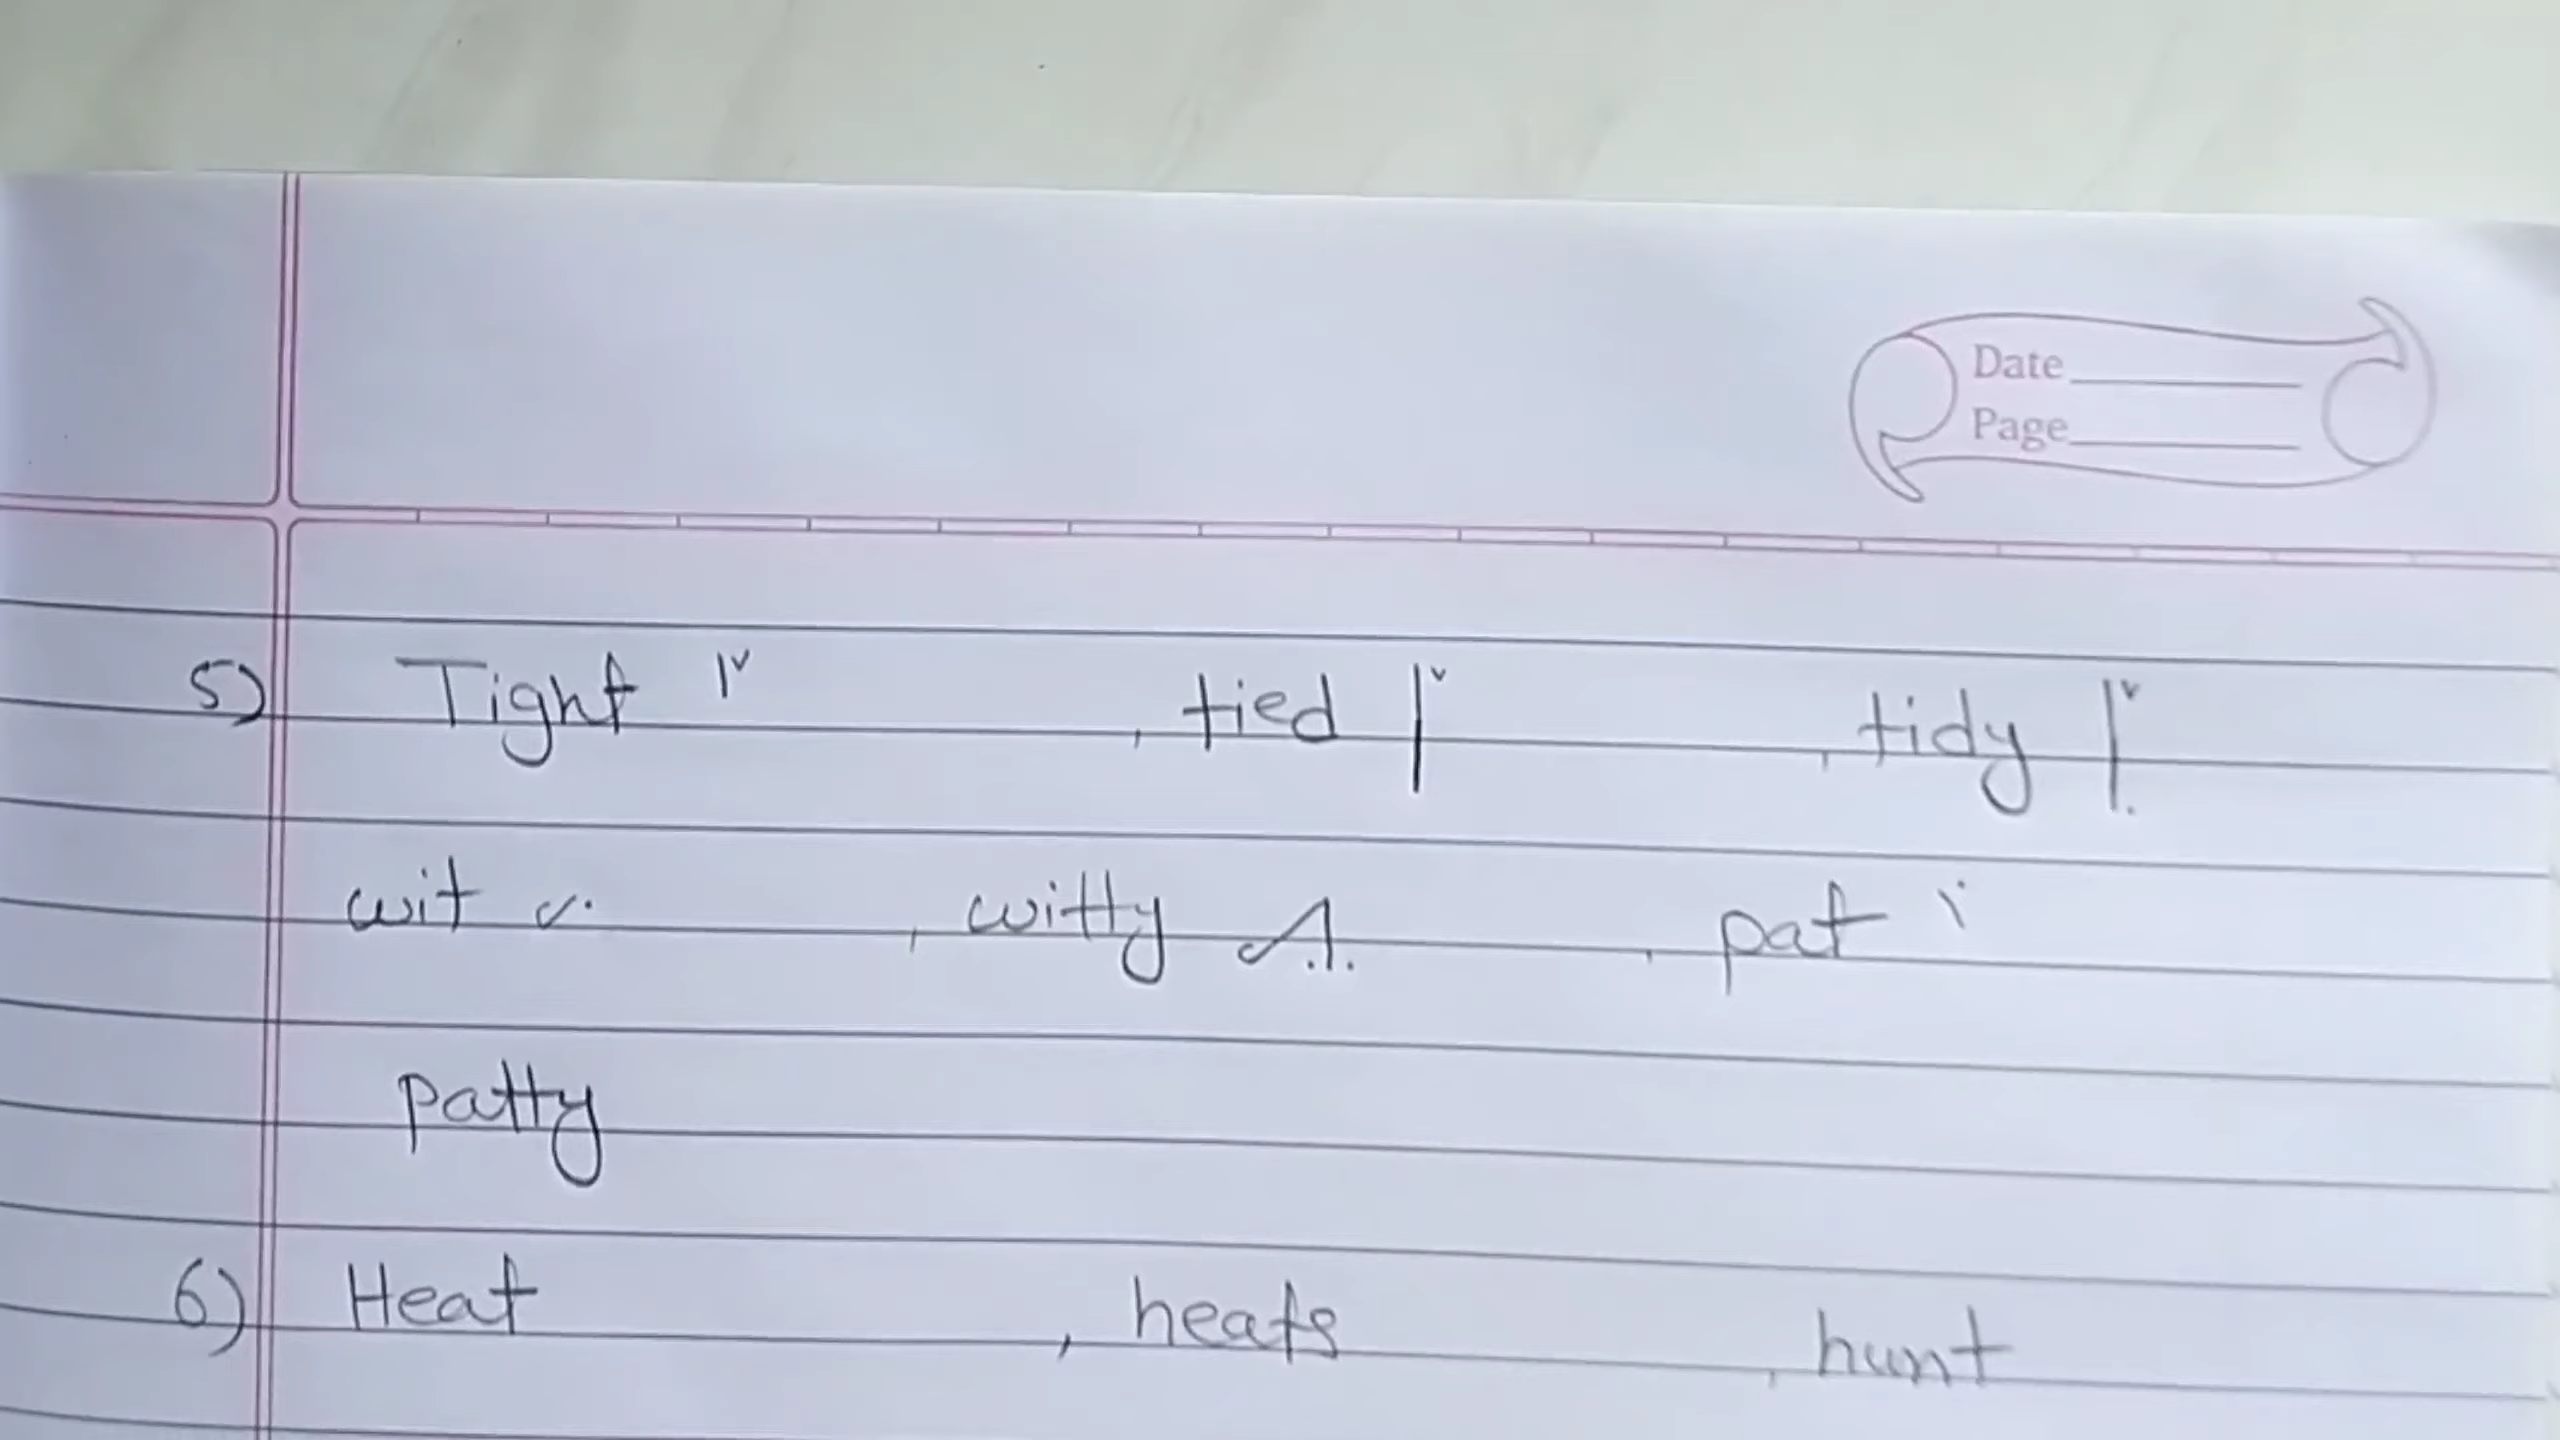 Date
Page
5) Tight , tied , tidy
wit , witty , pat
patty
6) Heat , heats , hunt